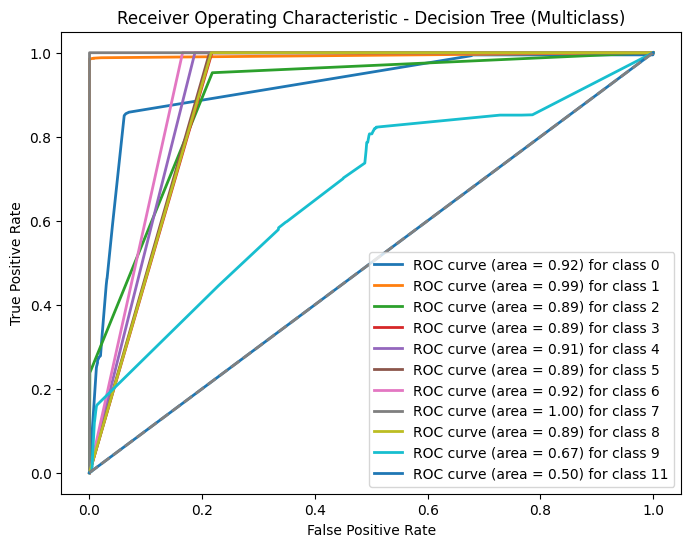 Receiver Operating Characteristic - Decision Tree (Multiclass)
1.0
0.8
0.6
0.4
0.2
0.0
True Positive Rate
ROC curve (area = 0.92) for class 0
ROC curve (area = 0.99) for class 1
ROC curve (area = 0.89) for class 2
ROC curve (area = 0.89) for class 3
ROC curve (area = 0.91) for class 4
ROC curve (area = 0.89) for class 5
ROC curve (area = 0.92) for class 6
ROC curve (area = 1.00) for class 7
ROC curve (area = 0.89) for class 8
ROC curve (area = 0.67) for class 9
ROC curve (area = 0.50) for class 11
0.0 0.2 0.4 0.6 0.8 1.0
False Positive Rate